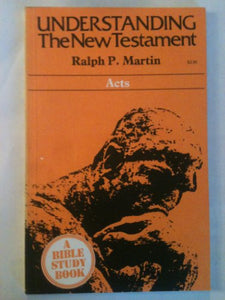 UNDERSTANDING
The New Testament
Ralph P. Martin
Acts
A
BIBLE
STUDY
BOOK